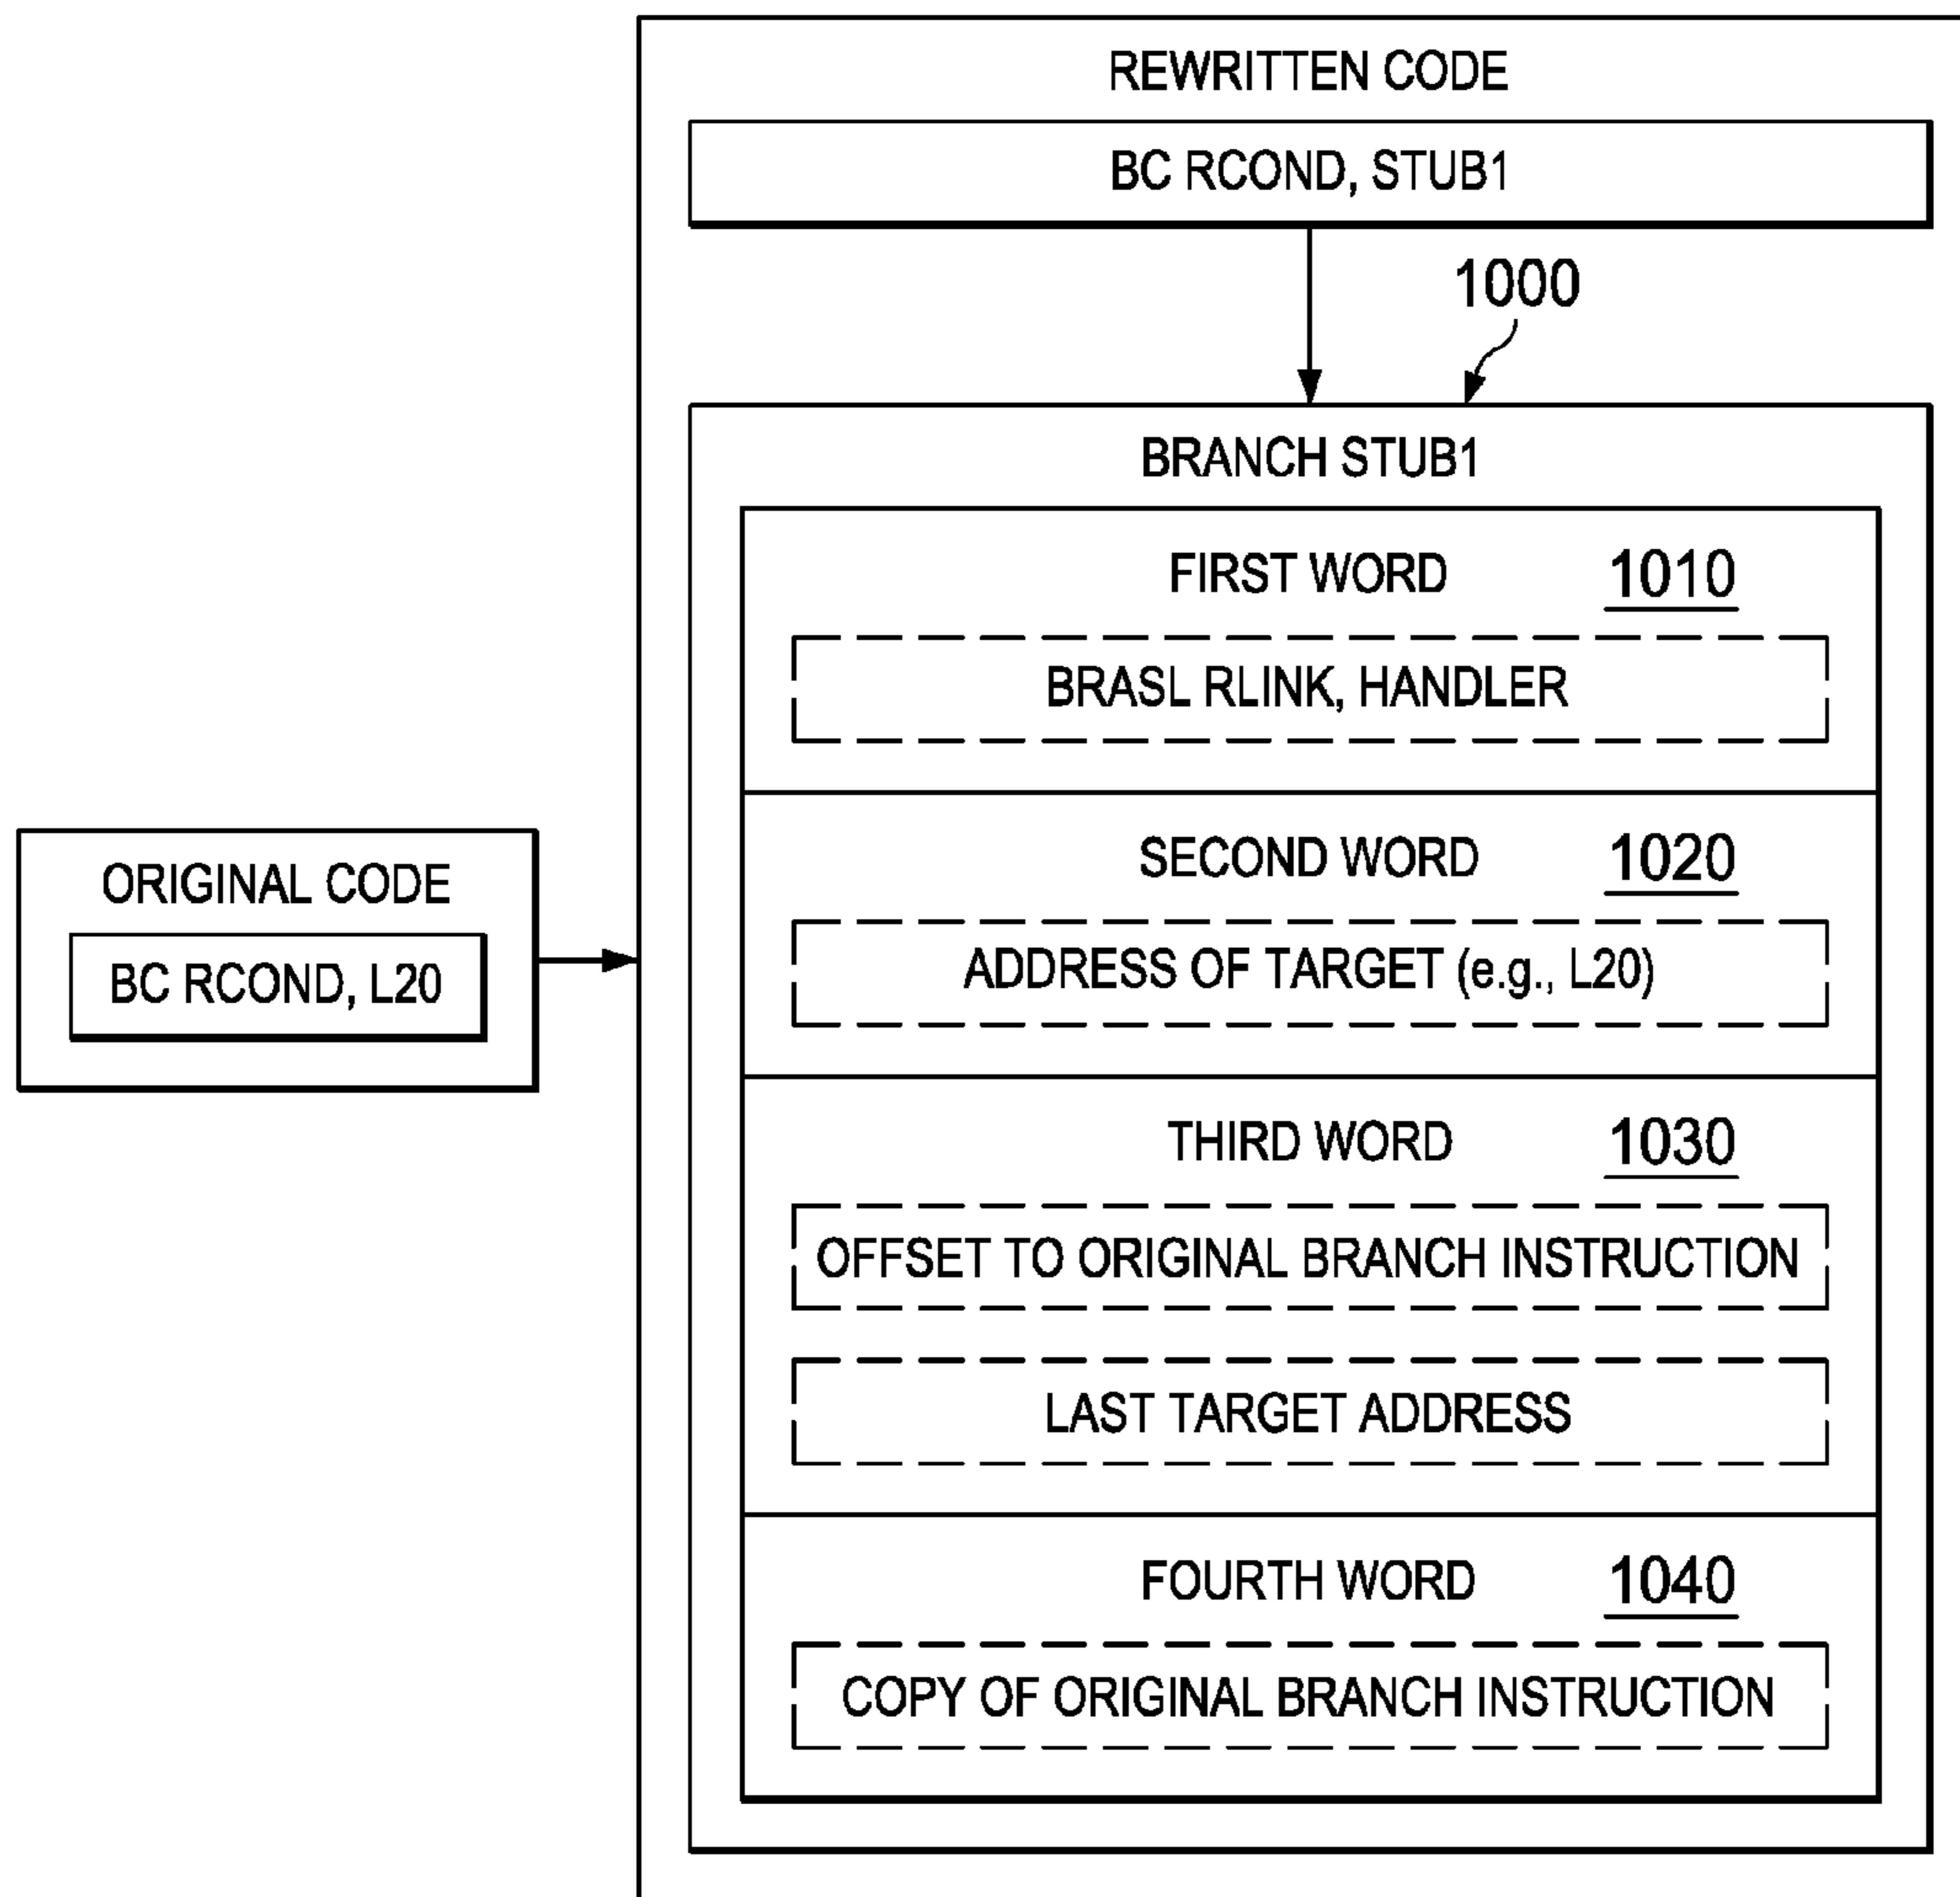 REWRITTEN CODE
BC RCOND, STUB1
1000
BRANCH STUB1
FIRST WORD 1010
BRASL RLINK, HANDLER
SECOND WORD 1020
ADDRESS OF TARGET (e.g., L20)
ORIGINAL CODE
BC RCOND, L20
THIRD WORD 1030
OFFSET TO ORIGINAL BRANCH INSTRUCTION
LAST TARGET ADDRESS
FOURTH WORD 1040
COPY OF ORIGINAL BRANCH INSTRUCTION